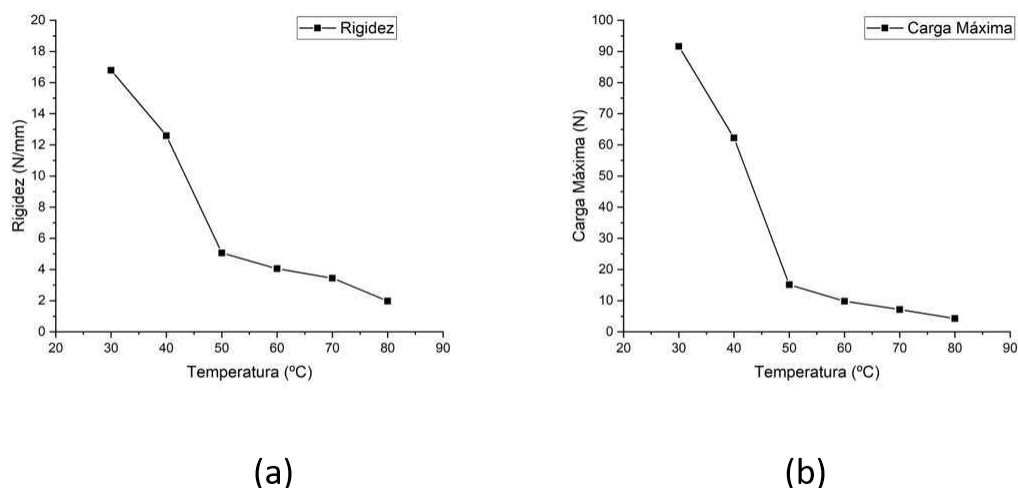 Rigidez
20
18
16
14
12
10
8
6
4
2
0
Rigidez (N/mm)
20 30 40 50 60 70 80 90
Temperatura (ºC)
(a)
Carga Máxima
100
90
80
70
60
50
40
30
20
10
0
Carga Máxima (N)
20 30 40 50 60 70 80 90
Temperatura (ºC)
(b)